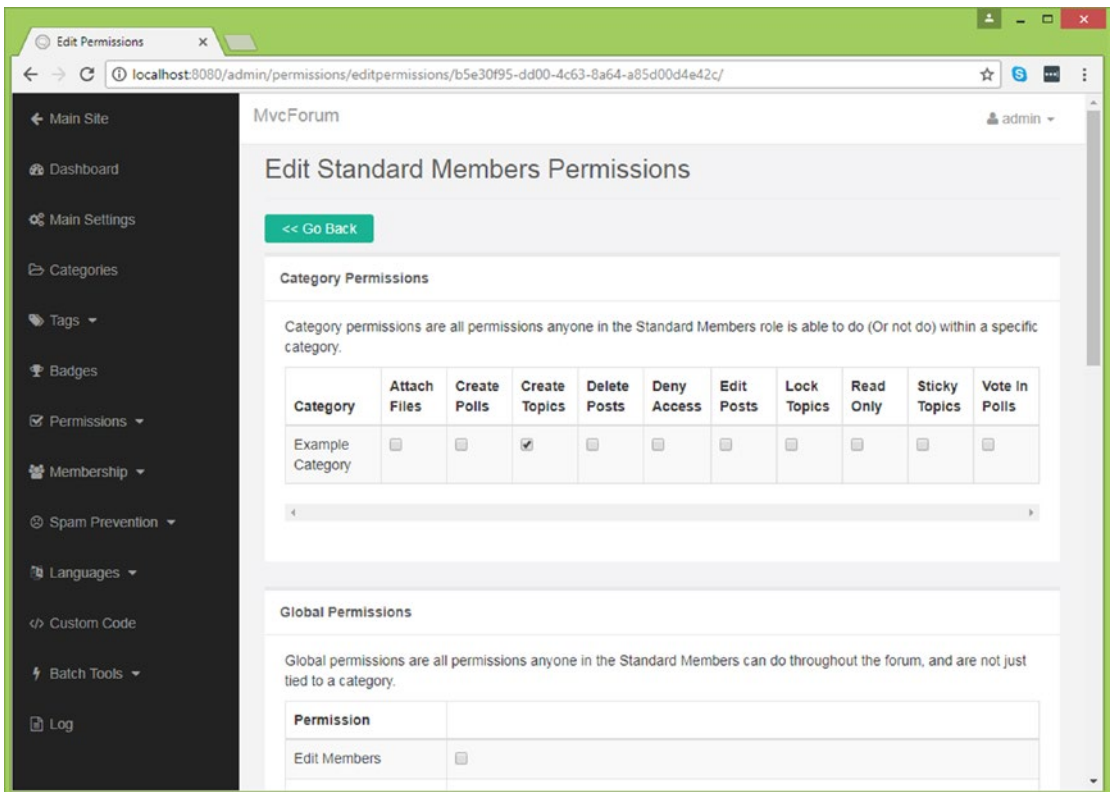 Edit Permissions
localhost:8080/admin/permissions/editpermissions/b5e30f95-dd00-4c63-8a64-a85d00d4e42c/
Main Site
Dashboard
Main Settings
Categories
Tags
Badges
Permissions
Membership
Spam Prevention
Languages
Custom Code
Batch Tools
Log
MvcForum
admin
Edit Standard Members Permissions
<< Go Back
Category Permissions
Category permissions are all permissions anyone in the Standard Members role is able to do (Or not do) within a specific
category.
Category Attach Files Create Polls Create Topics Delete Posts Deny Access Edit Posts Lock Topics Read Only Sticky Topics Vote In Polls
Example
Category
Global Permissions
Global permissions are all permissions anyone in the Standard Members can do throughout the forum, and are not just
tied to a category.
Permission
Edit Members